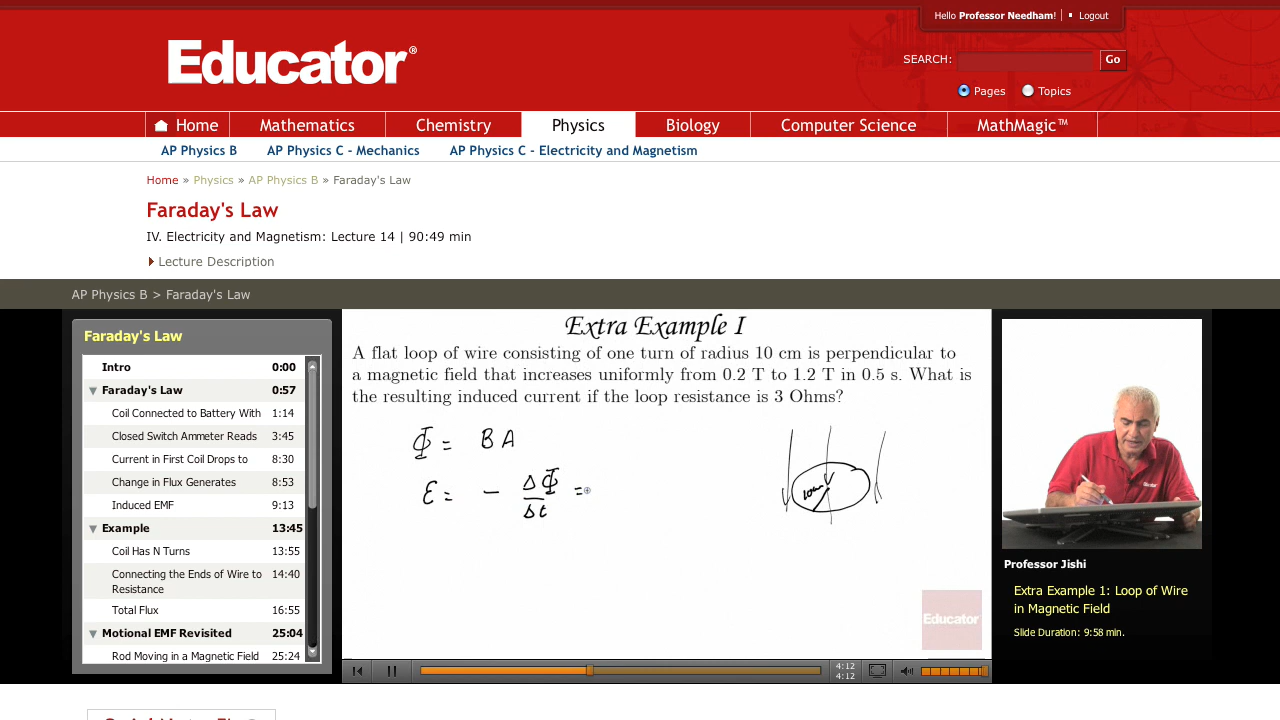 Hello Professor Needham! Logout
Educator®
SEARCH: Go
Pages Topics
Home Mathematics Chemistry Physics Biology Computer Science MathMagic™
AP Physics B AP Physics C - Mechanics AP Physics C - Electricity and Magnetism
Home » Physics » AP Physics B » Faraday's Law
Faraday's Law
IV. Electricity and Magnetism: Lecture 14 | 90:49 min
Lecture Description
AP Physics B > Faraday's Law
Faraday's Law
Intro 0:00
Faraday's Law 0:57
Coil Connected to Battery With 1:14
Closed Switch Ammeter Reads 3:45
Current in First Coil Drops to 8:30
Change in Flux Generates 8:53
Induced EMF 9:13
Example 13:45
Coil Has N Turns 13:55
Connecting the Ends of Wire to 14:40
Resistance
Total Flux 16:55
Motional EMF Revisited 25:04
Rod Moving in a Magnetic Field 25:24
Extra Example I
A flat loop of wire consisting of one turn of radius 10 cm is perpendicular to
a magnetic field that increases uniformly from 0.2 T to 1.2 T in 0.5 s. What is
the resulting induced current if the loop resistance is 3 Ohms?
Φ = B A
ε = - ΔΦ =
Δt
10cm
Educator
4:12
4:12
Professor Jishi
Extra Example 1: Loop of Wire
in Magnetic Field
Slide Duration: 9:58 min.